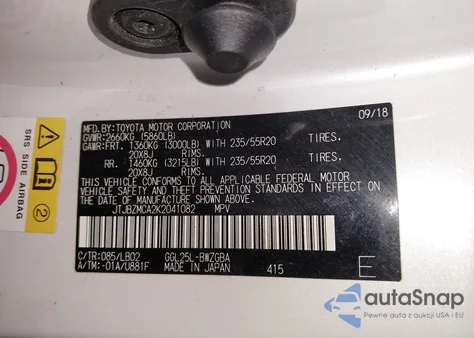 09/18
MFD.BY:TOYOTA MOTOR CORPORATION
GVWR:2660KG (5860LB)
GAWR:FRT. 1360KG (3000LB) WITH 235/55R20 TIRES.
20X8J RIMS.
RR. 1460KG (3215LB) WITH 235/55R20 TIRES.
20X8J RIMS.
THIS VEHICLE CONFORMS TO ALL APPLICABLE FEDERAL MOTOR
VEHICLE SAFETY AND THEFT PREVENTION STANDARDS IN EFFECT ON
THE DATE OF MANUFACTURE SHOWN ABOVE.
JTJBZMCA2K2041082 MPV
C/TR:085/LB02 GGL25L-BWZGBA
A/TM:-01A/U881F MADE IN JAPAN 415 E
SRS SIDE AIRBAG
2
autaSnap
Pewne auta z aukcji USA i EU